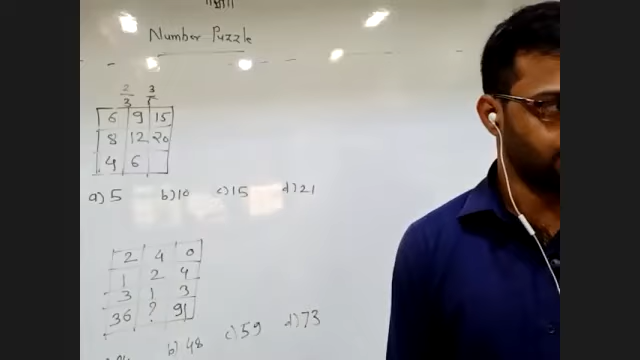 ॥श्री॥
Number Puzzle
2/3 3/5
6 9 15
8 12 20
4 6
a) 5 b) 10 c) 15 d) 21
2 4 0
1 2 4
3 1 3
36 ? 91
b) 48 c) 59 d) 73